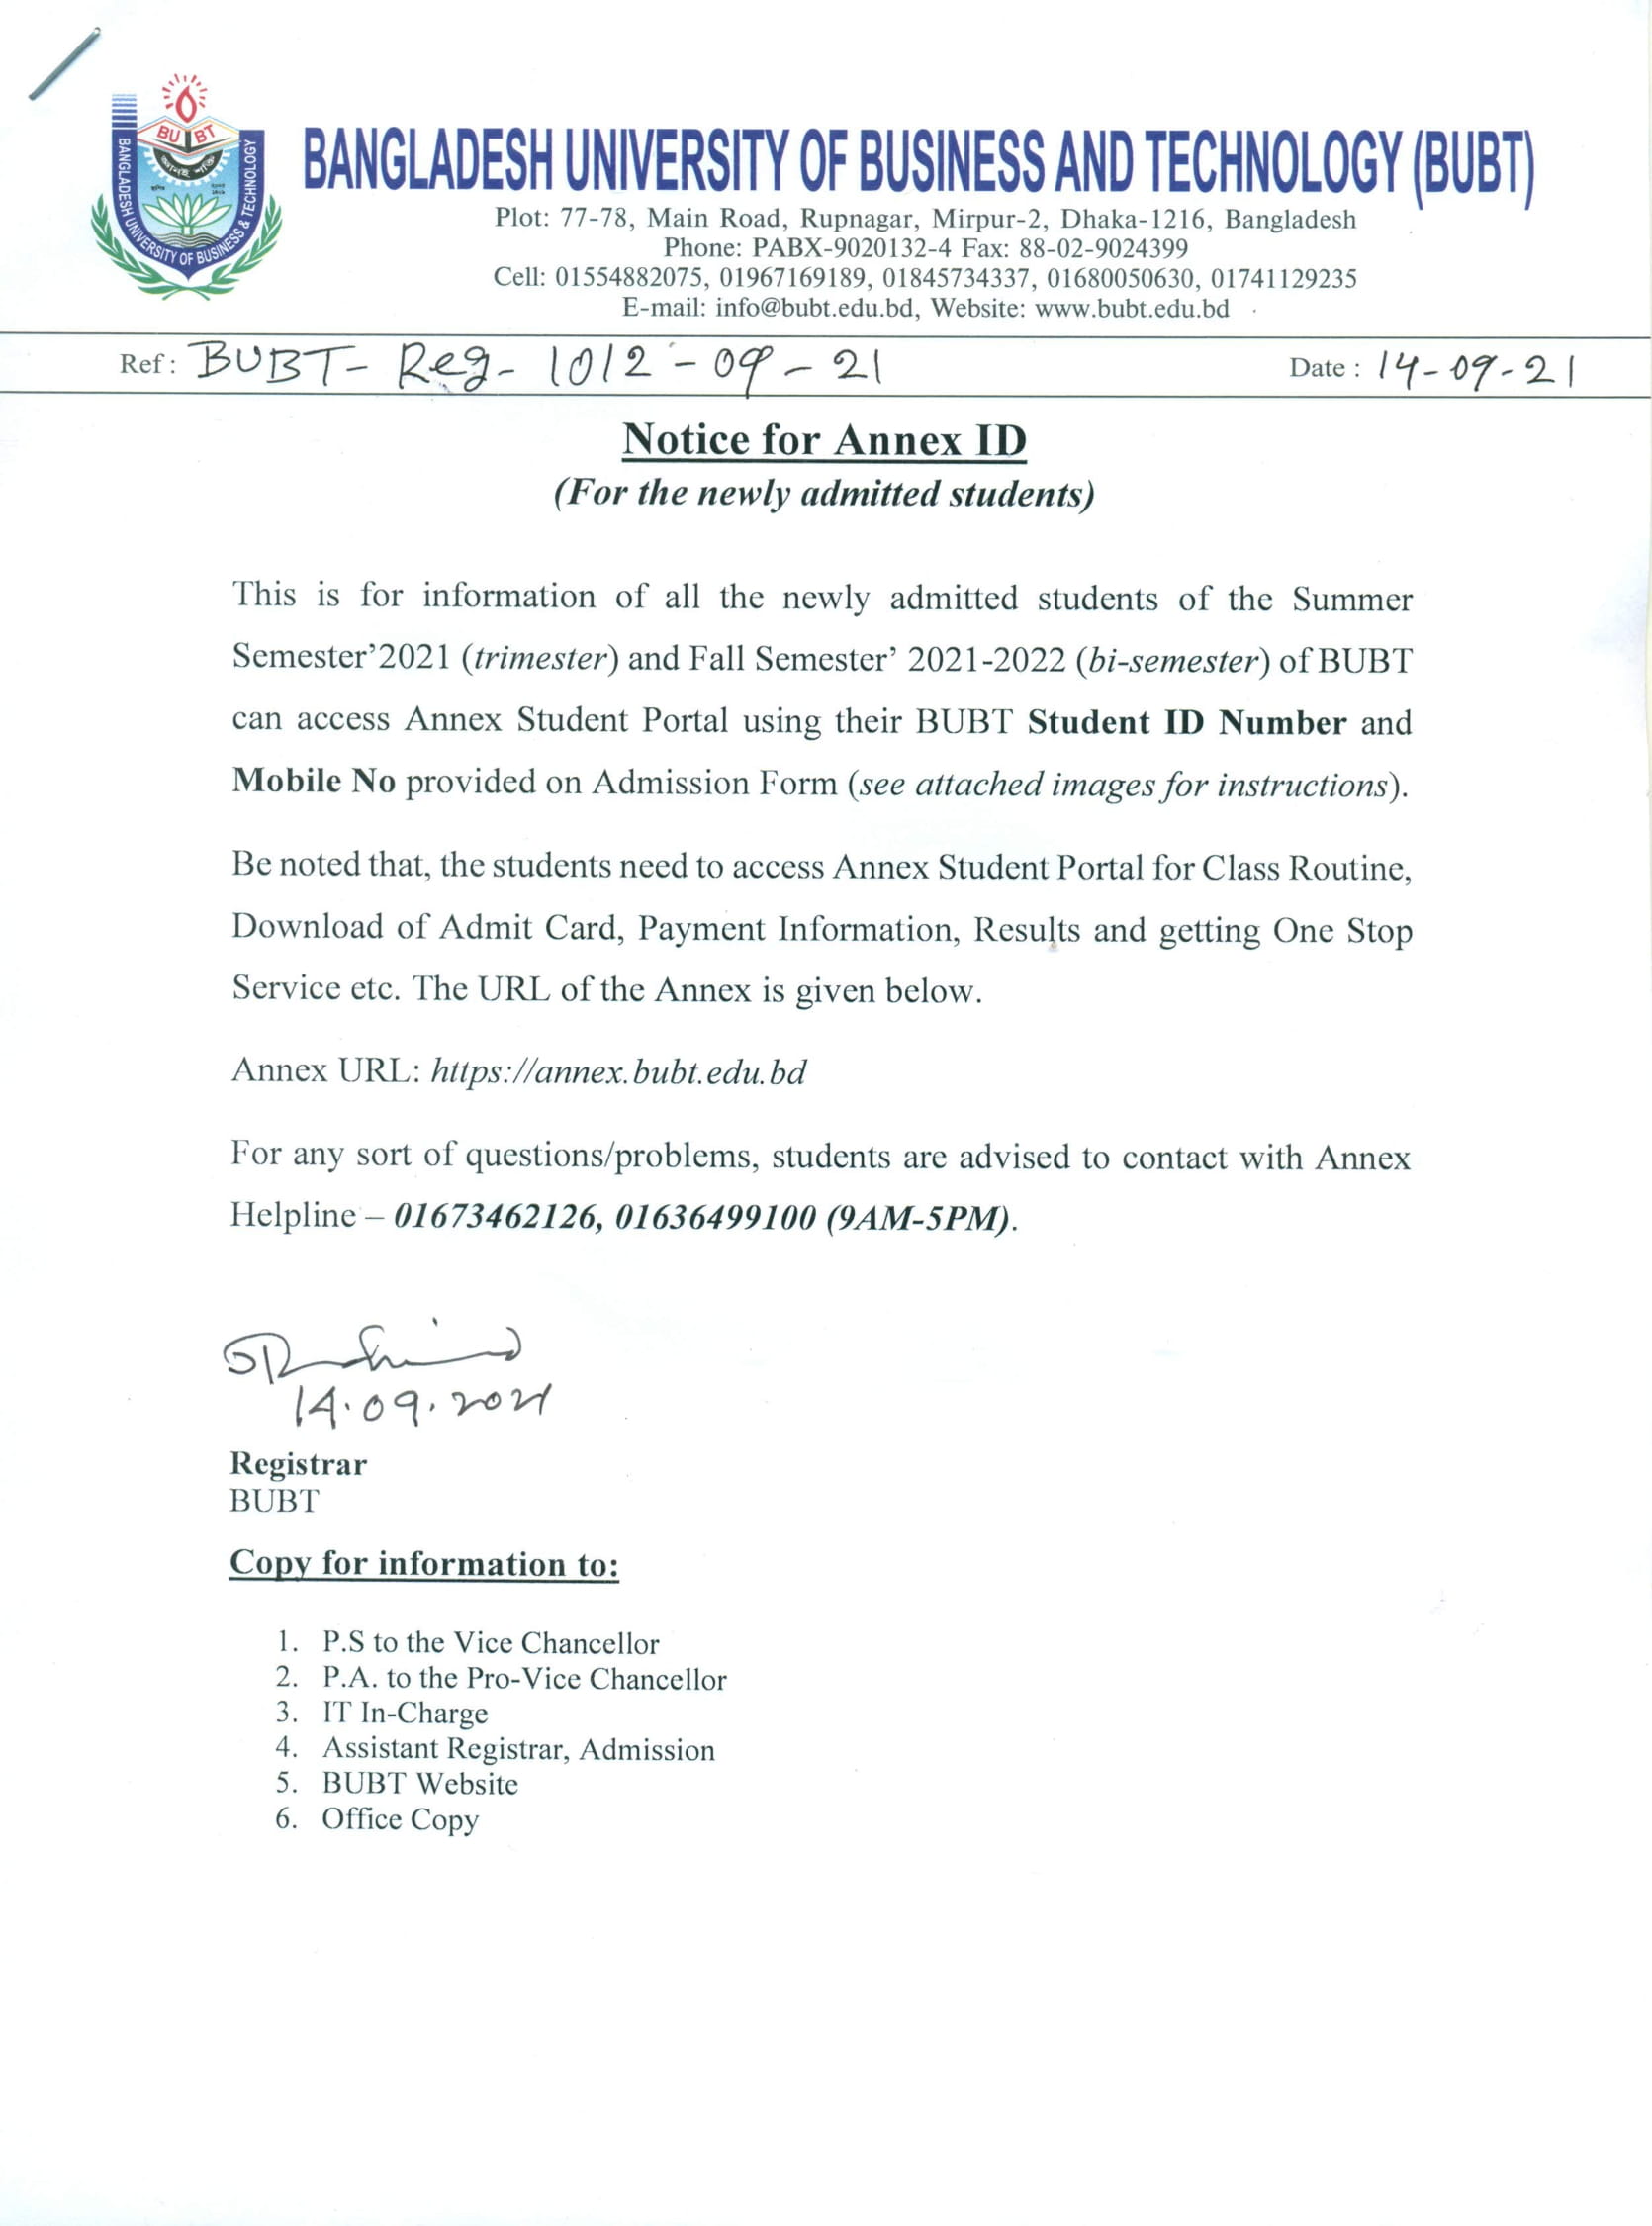 BUBT
BANGLADESH UNIVERSITY OF BUSINESS & TECHNOLOGY
BANGLADESH UNIVERSITY OF BUSINESS AND TECHNOLOGY (BUBT)
Plot: 77-78, Main Road, Rupnagar, Mirpur-2, Dhaka-1216, Bangladesh
Phone: PABX-9020132-4 Fax: 88-02-9024399
Cell: 01554882075, 01967169189, 01845734337, 01680050630, 01741129235
E-mail: info@bubt.edu.bd, Website: www.bubt.edu.bd
Ref: BUBT- Reg- 1012-09-21 Date: 14-09-21
Notice for Annex ID
(For the newly admitted students)
This is for information of all the newly admitted students of the Summer
Semester’2021 (trimester) and Fall Semester’ 2021-2022 (bi-semester) of BUBT
can access Annex Student Portal using their BUBT Student ID Number and
Mobile No provided on Admission Form (see attached images for instructions).
Be noted that, the students need to access Annex Student Portal for Class Routine,
Download of Admit Card, Payment Information, Results and getting One Stop
Service etc. The URL of the Annex is given below.
Annex URL: https://annex.bubt.edu.bd
For any sort of questions/problems, students are advised to contact with Annex
Helpline – 01673462126, 01636499100 (9AM-5PM).
14.09.2021
Registrar
BUBT
Copy for information to:
1. P.S to the Vice Chancellor
2. P.A. to the Pro-Vice Chancellor
3. IT In-Charge
4. Assistant Registrar, Admission
5. BUBT Website
6. Office Copy